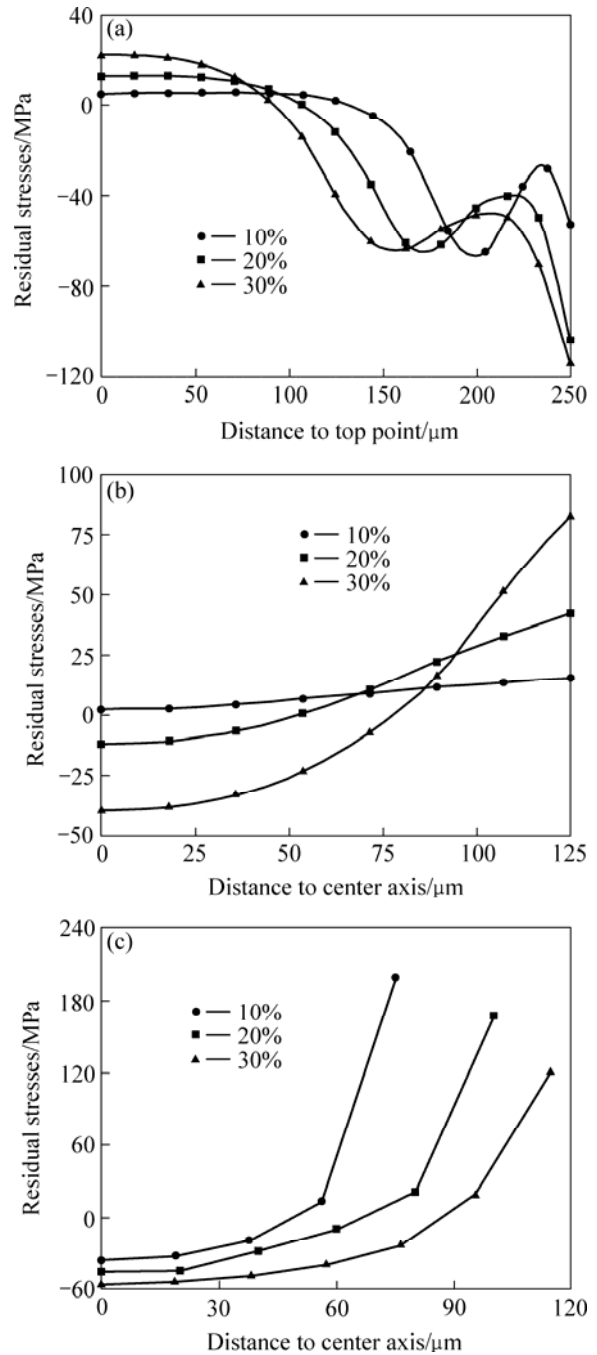 (a)
Residual stresses/MPa
40
0
−40
−80
−120
10%
20%
30%
0 50 100 150 200 250
Distance to top point/μm
(b)
Residual stresses/MPa
100
75
50
25
0
−25
−50
10%
20%
30%
0 25 50 75 100 125
Distance to center axis/μm
(c)
Residual stresses/MPa
240
180
120
60
0
−60
10%
20%
30%
0 30 60 90 120
Distance to center axis/μm